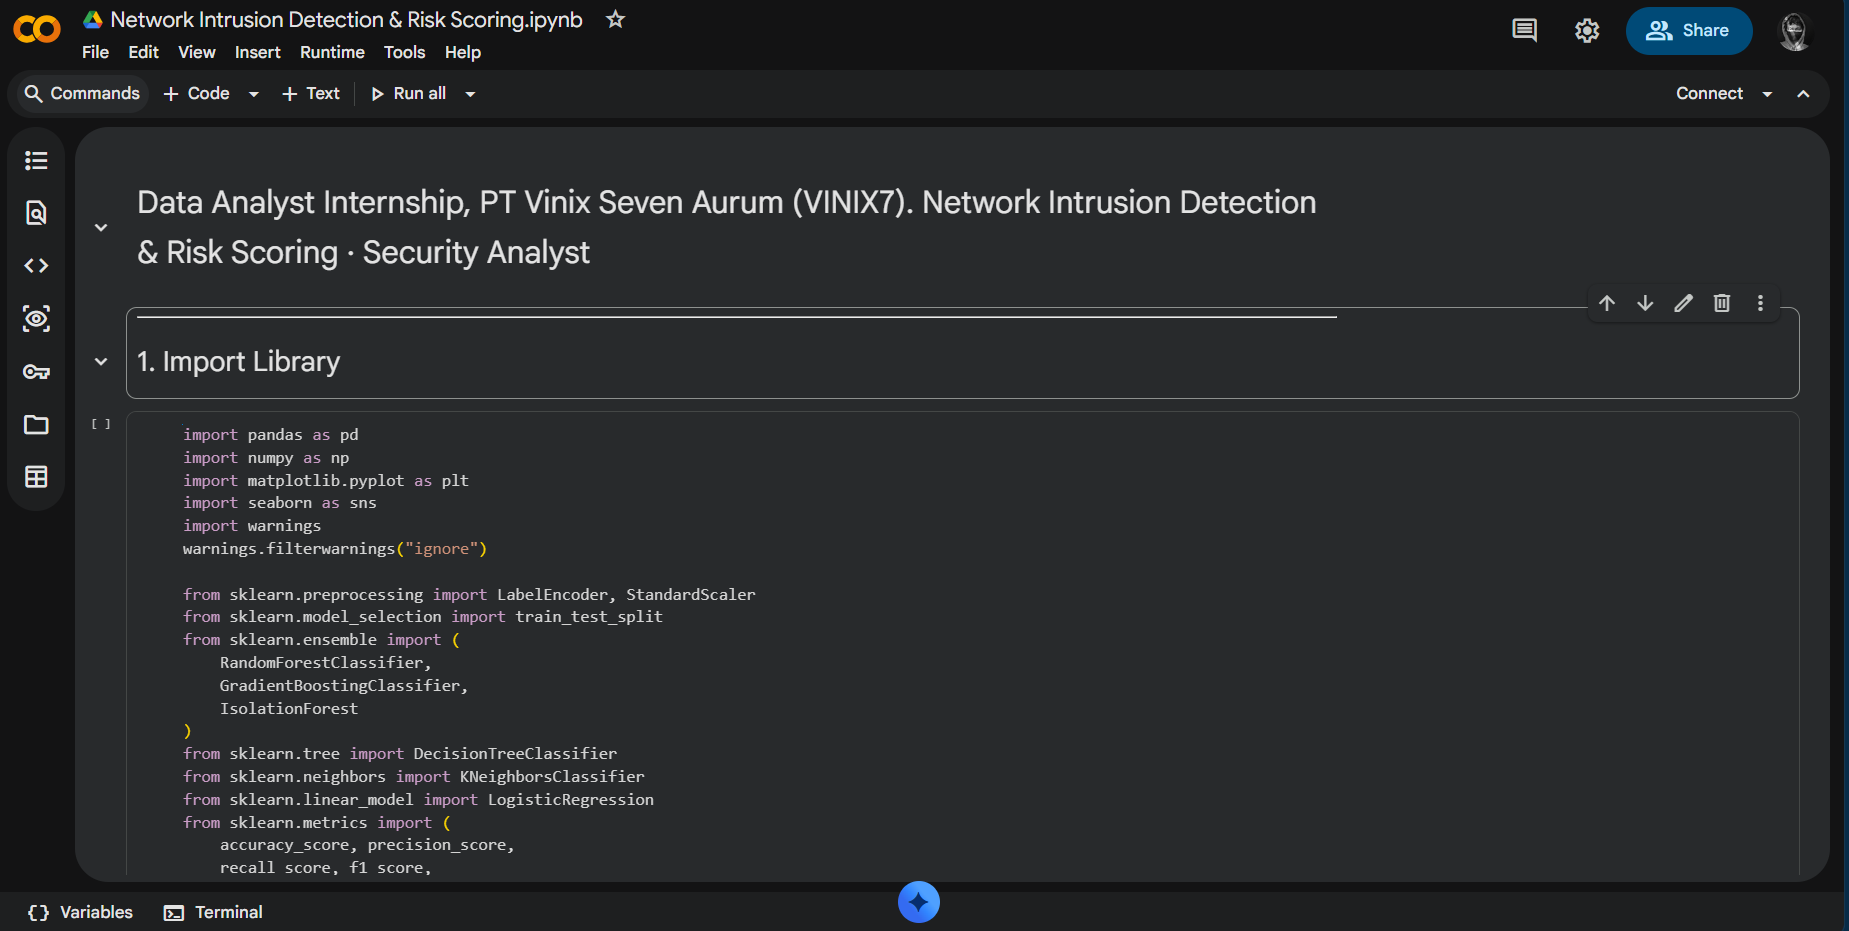 Network Intrusion Detection & Risk Scoring.ipynb
File Edit View Insert Runtime Tools Help
Share
Commands + Code + Text Run all
Connect
Data Analyst Internship, PT Vinix Seven Aurum (VINIX7). Network Intrusion Detection
& Risk Scoring · Security Analyst
1. Import Library
[ ]
import pandas as pd
import numpy as np
import matplotlib.pyplot as plt
import seaborn as sns
import warnings
warnings.filterwarnings("ignore")
from sklearn.preprocessing import LabelEncoder, StandardScaler
from sklearn.model_selection import train_test_split
from sklearn.ensemble import (
    RandomForestClassifier,
    GradientBoostingClassifier,
    IsolationForest
)
from sklearn.tree import DecisionTreeClassifier
from sklearn.neighbors import KNeighborsClassifier
from sklearn.linear_model import LogisticRegression
from sklearn.metrics import (
    accuracy_score, precision_score,
    recall_score, f1_score,
Variables Terminal